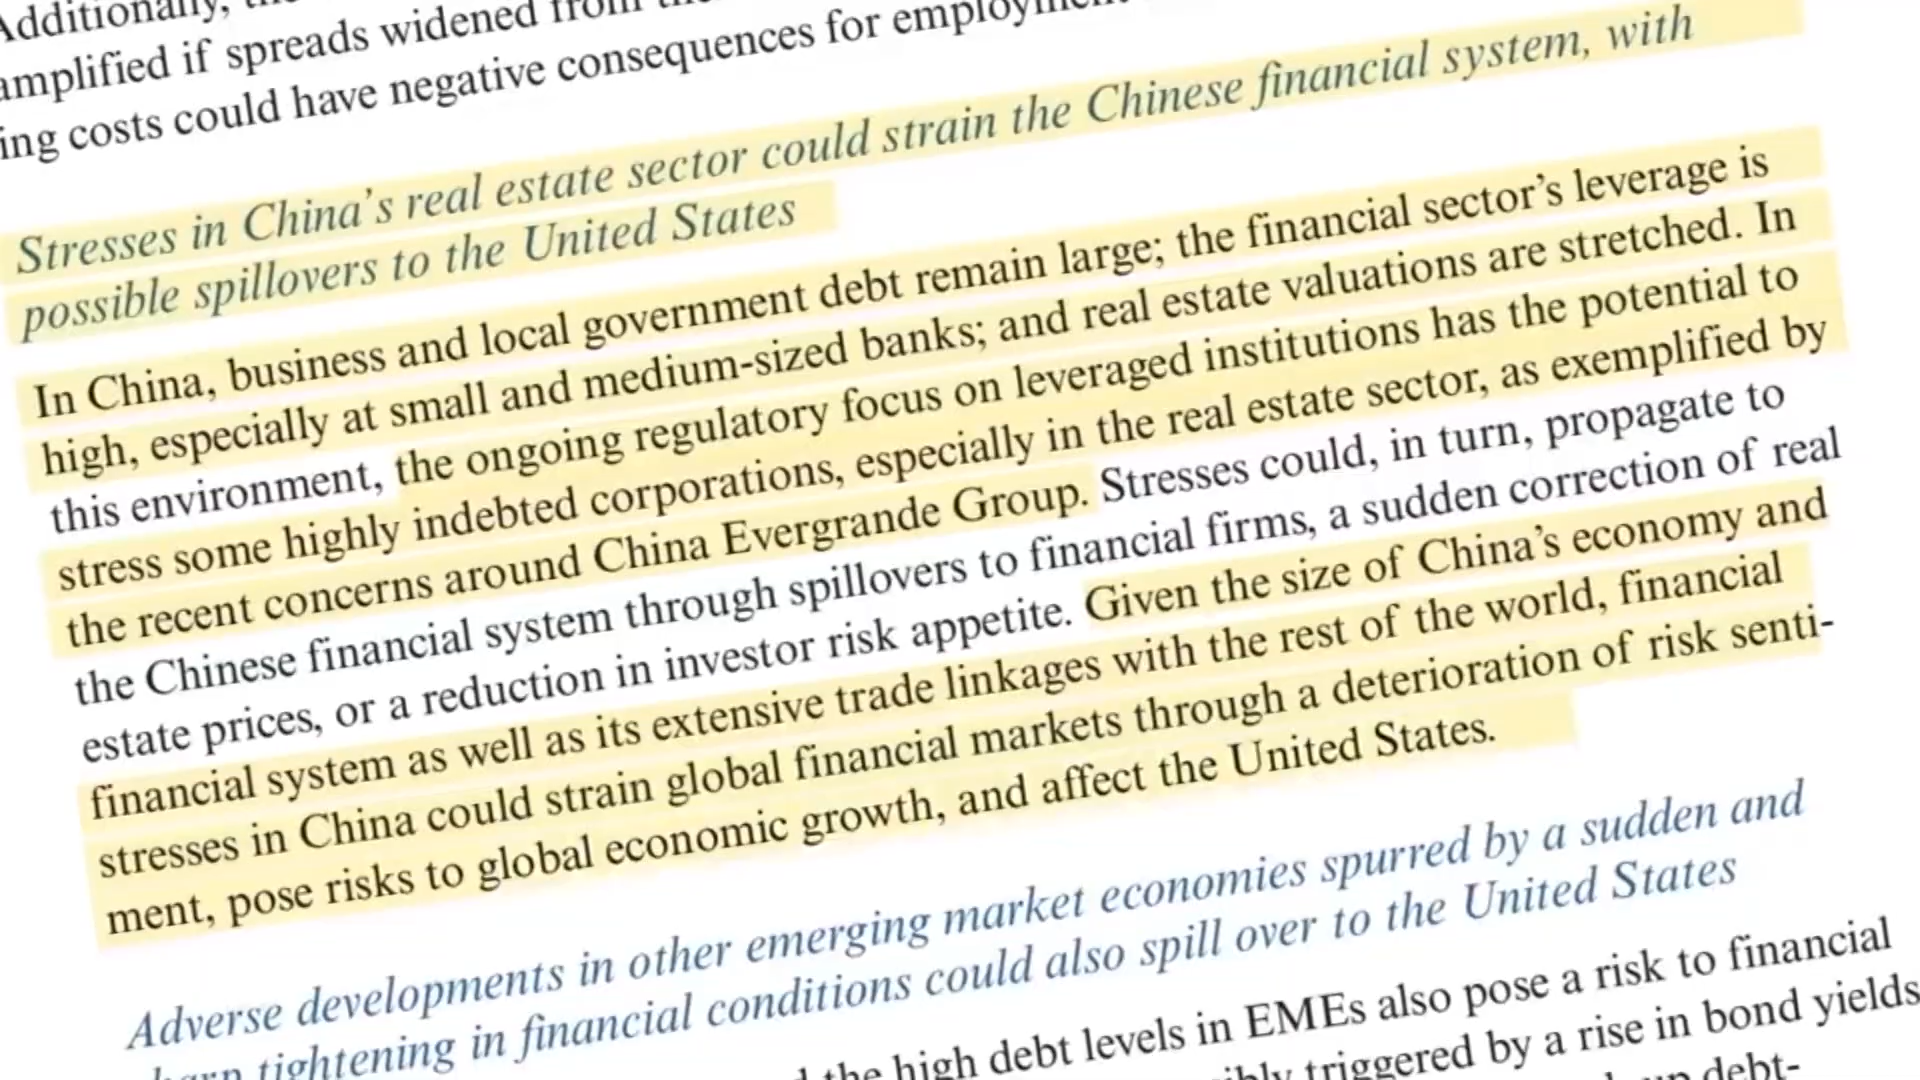 Additionally,
amplified if spreads widened from
ing costs could have negative consequences for employment
Stresses in China’s real estate sector could strain the Chinese financial system, with
possible spillovers to the United States
In China, business and local government debt remain large; the financial sector’s leverage is
high, especially at small and medium-sized banks; and real estate valuations are stretched. In
this environment, the ongoing regulatory focus on leveraged institutions has the potential to
stress some highly indebted corporations, especially in the real estate sector, as exemplified by
the recent concerns around China Evergrande Group. Stresses could, in turn, propagate to
the Chinese financial system through spillovers to financial firms, a sudden correction of real
estate prices, or a reduction in investor risk appetite. Given the size of China’s economy and
financial system as well as its extensive trade linkages with the rest of the world, financial
stresses in China could strain global financial markets through a deterioration of risk senti-
ment, pose risks to global economic growth, and affect the United States.
Adverse developments in other emerging market economies spurred by a sudden and
tightening in financial conditions could also spill over to the United States
the high debt levels in EMEs also pose a risk to financial
triggered by a rise in bond yields
debt-